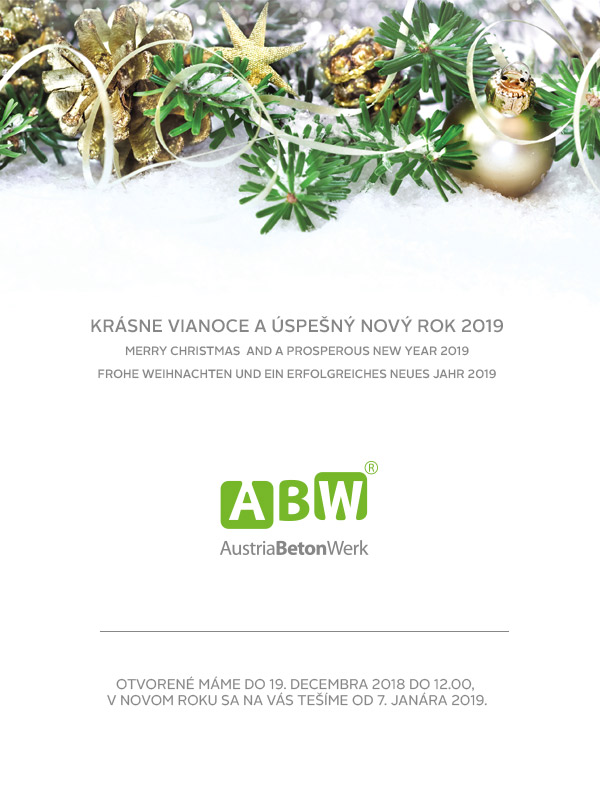 KRÁSNE VIANOCE A ÚSPEŠNÝ NOVÝ ROK 2019
MERRY CHRISTMAS AND A PROSPEROUS NEW YEAR 2019
FROHE WEIHNACHTEN UND EIN ERFOLGREICHES NEUES JAHR 2019
ABW®
AustriaBetonWerk
OTVORENÉ MÁME DO 19. DECEMBRA 2018 DO 12.00,
V NOVOM ROKU SA NA VÁS TEŠÍME OD 7. JANÁRA 2019.